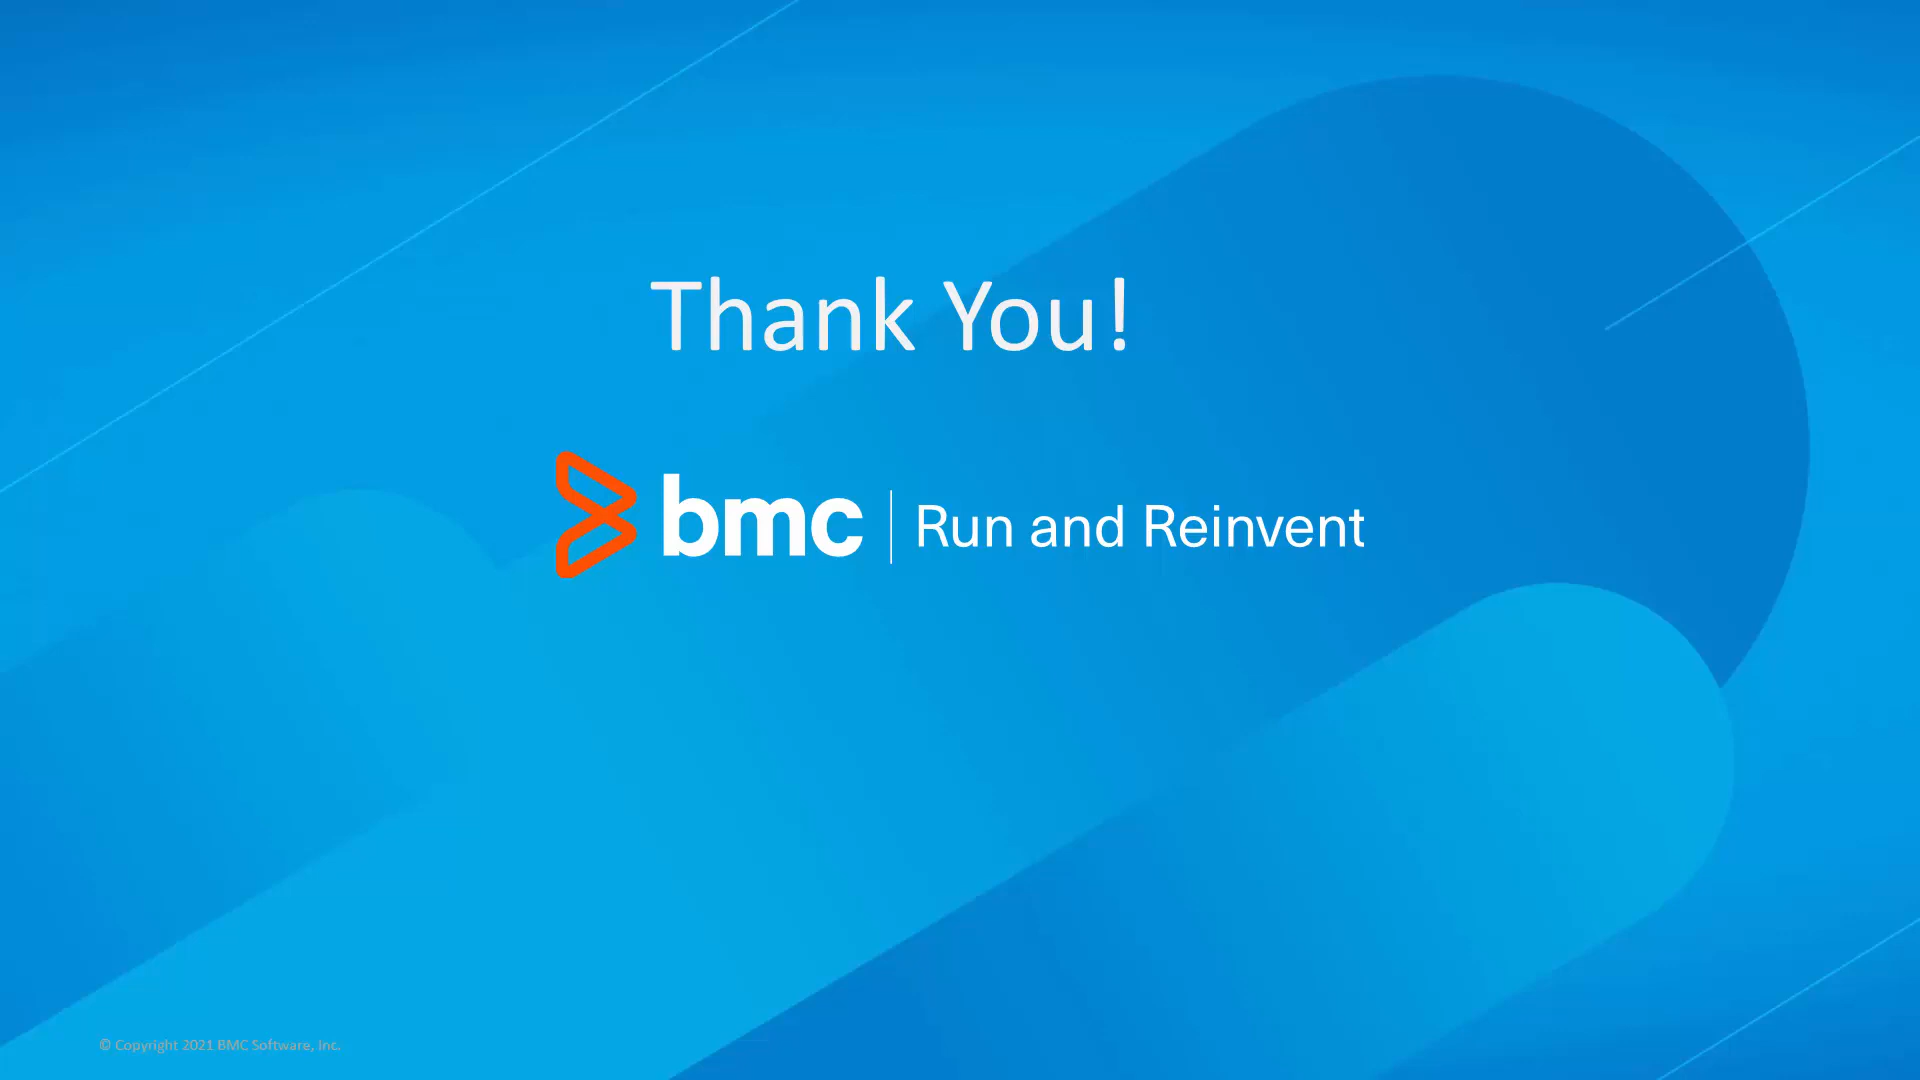 Thank You!
bmc | Run and Reinvent
© Copyright 2021 BMC Software, Inc.